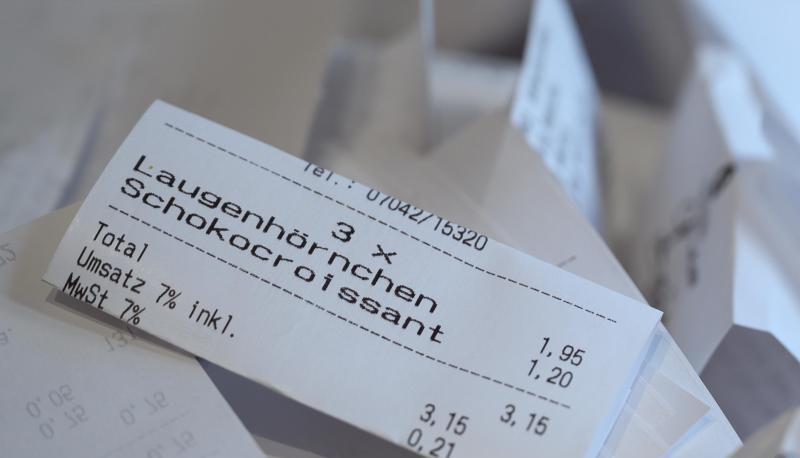 Tel.: 07042/15320
3 x
Laugenhörnchen 1,95
Schokocroissant 1,20
Total 3,15
Umsatz 7% inkl. 3,15
MwSt 7% 0,21